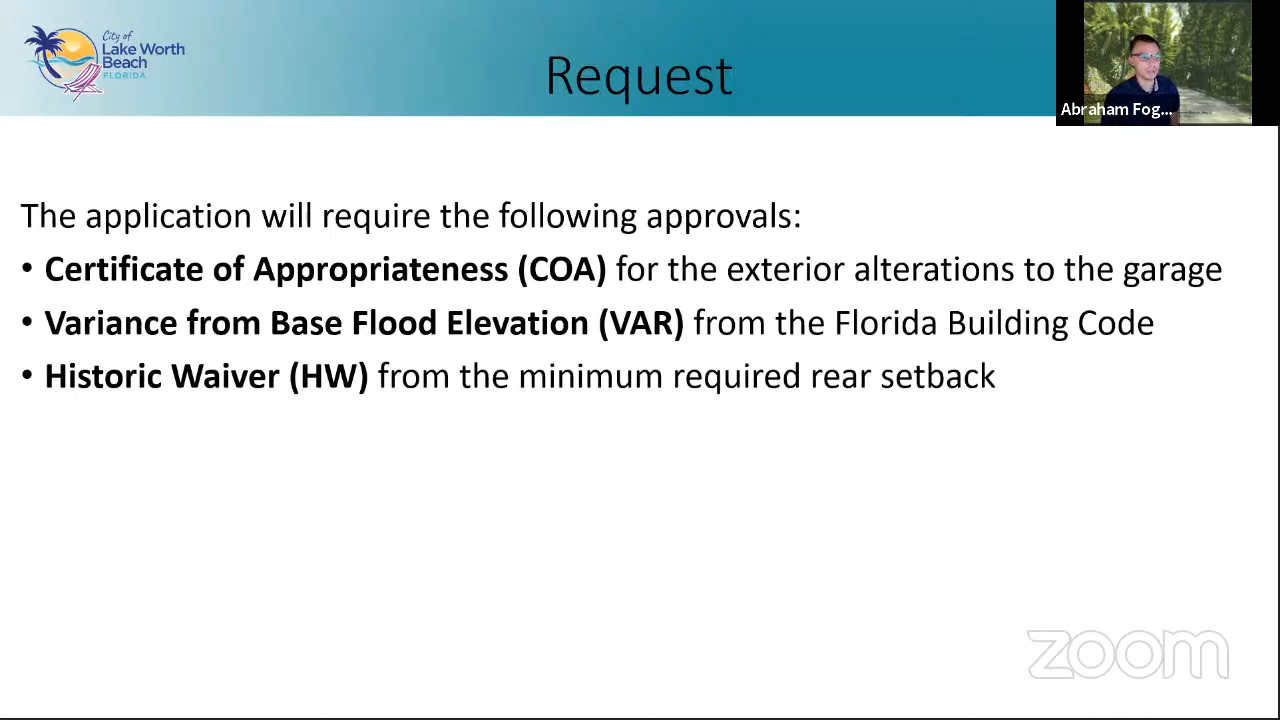 City of
Lake Worth
Beach
FLORIDA
Request
Abraham Fog...
The application will require the following approvals:
• Certificate of Appropriateness (COA) for the exterior alterations to the garage
• Variance from Base Flood Elevation (VAR) from the Florida Building Code
• Historic Waiver (HW) from the minimum required rear setback
zoom